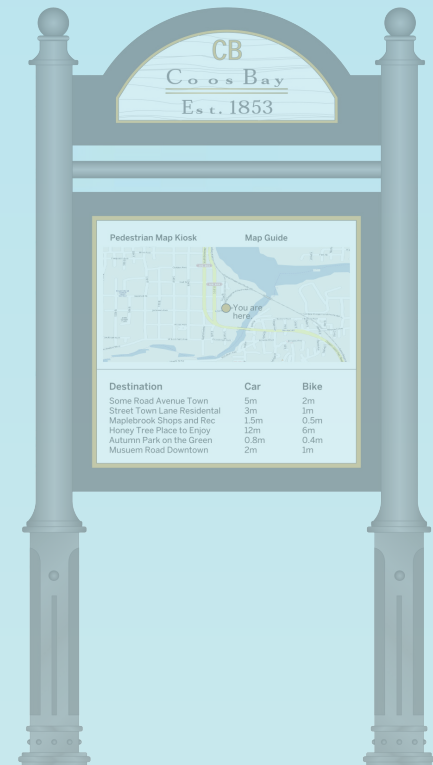 CB
Coos Bay
Est. 1853
Pedestrian Map Kiosk Map Guide
You are
here
Destination Car Bike
Some Road Avenue Town 5m 2m
Street Town Lane Residental 3m 1m
Maplebrook Shops and Rec 1.5m 0.5m
Honey Tree Place to Enjoy 12m 6m
Autumn Park on the Green 0.8m 0.4m
Musuem Road Downtown 2m 1m